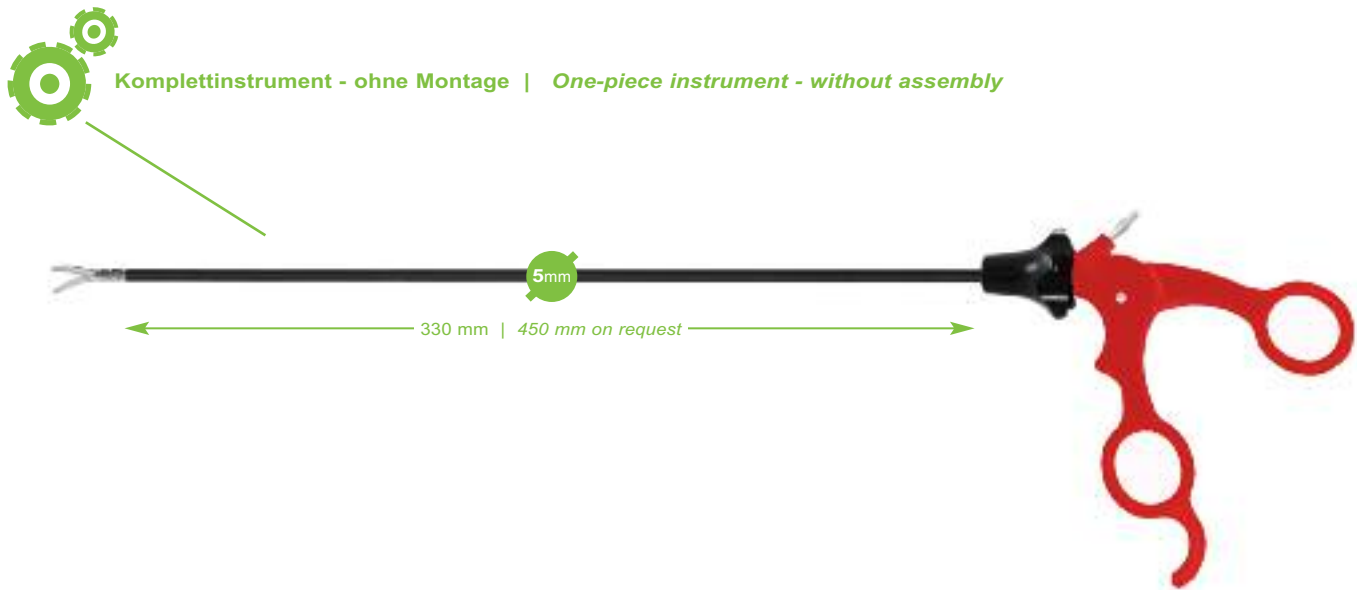 Komplettinstrument - ohne Montage | One-piece instrument - without assembly
5mm
330 mm | 450 mm on request